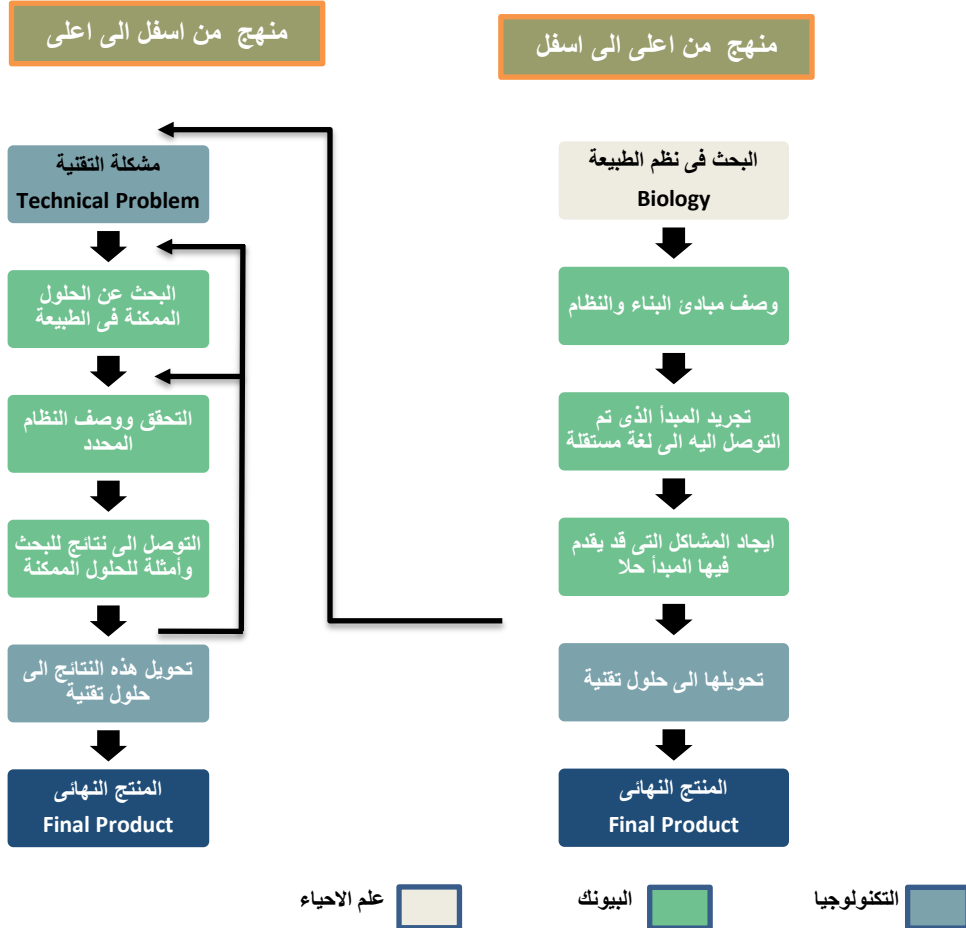 منهج من اعلى الى اسفل
البحث فى نظم الطبيعة
Biology
وصف مبادئ البناء والنظام
تجريد المبدأ الذى تم
التوصل اليه الى لغة مستقلة
ايجاد المشاكل التى قد يقدم
فيها المبدأ حلا
تحويلها الى حلول تقنية
المنتج النهائى
Final Product
منهج من اسفل الى اعلى
مشكلة التقنية
Technical Problem
البحث عن الحلول
الممكنة فى الطبيعة
التحقق ووصف النظام
المحدد
التوصل الى نتائج للبحث
وأمثلة للحلول الممكنة
تحويل هذه النتائج الى
حلول تقنية
المنتج النهائى
Final Product
التكنولوجيا
البيونك
علم الاحياء